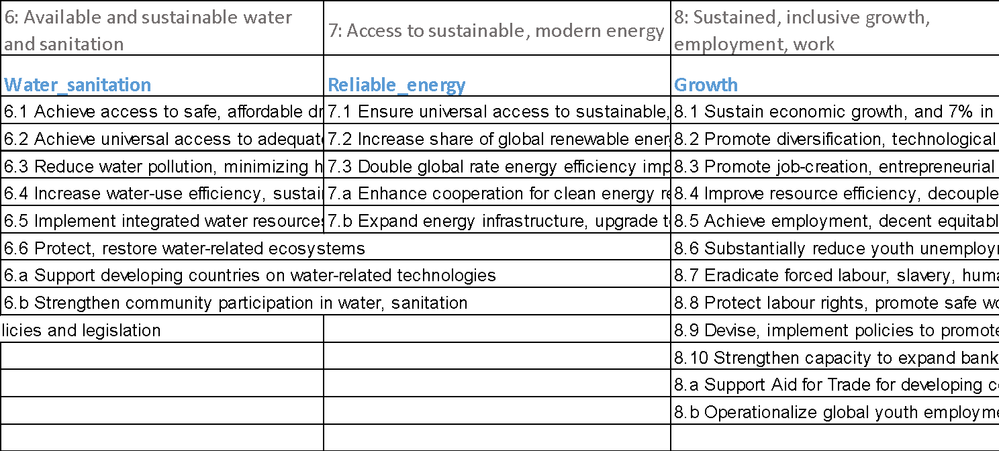 6: Available and sustainable water
and sanitation
Water_sanitation
6.1 Achieve access to safe, affordable dr
6.2 Achieve universal access to adequat
6.3 Reduce water pollution, minimizing h
6.4 Increase water-use efficiency, sustai
6.5 Implement integrated water resources
6.6 Protect, restore water-related ecosystems
6.a Support developing countries on water-related technologies
6.b Strengthen community participation in water, sanitation
licies and legislation
7: Access to sustainable, modern energy
Reliable_energy
7.1 Ensure universal access to sustainable,
7.2 Increase share of global renewable ener
7.3 Double global rate energy efficiency imp
7.a Enhance cooperation for clean energy re
7.b Expand energy infrastructure, upgrade t
8: Sustained, inclusive growth,
employment, work
Growth
8.1 Sustain economic growth, and 7% in
8.2 Promote diversification, technological
8.3 Promote job-creation, entrepreneurial
8.4 Improve resource efficiency, decouple
8.5 Achieve employment, decent equitabl
8.6 Substantially reduce youth unemploy
8.7 Eradicate forced labour, slavery, huma
8.8 Protect labour rights, promote safe wo
8.9 Devise, implement policies to promote
8.10 Strengthen capacity to expand bank
8.a Support Aid for Trade for developing c
8.b Operationalize global youth employme